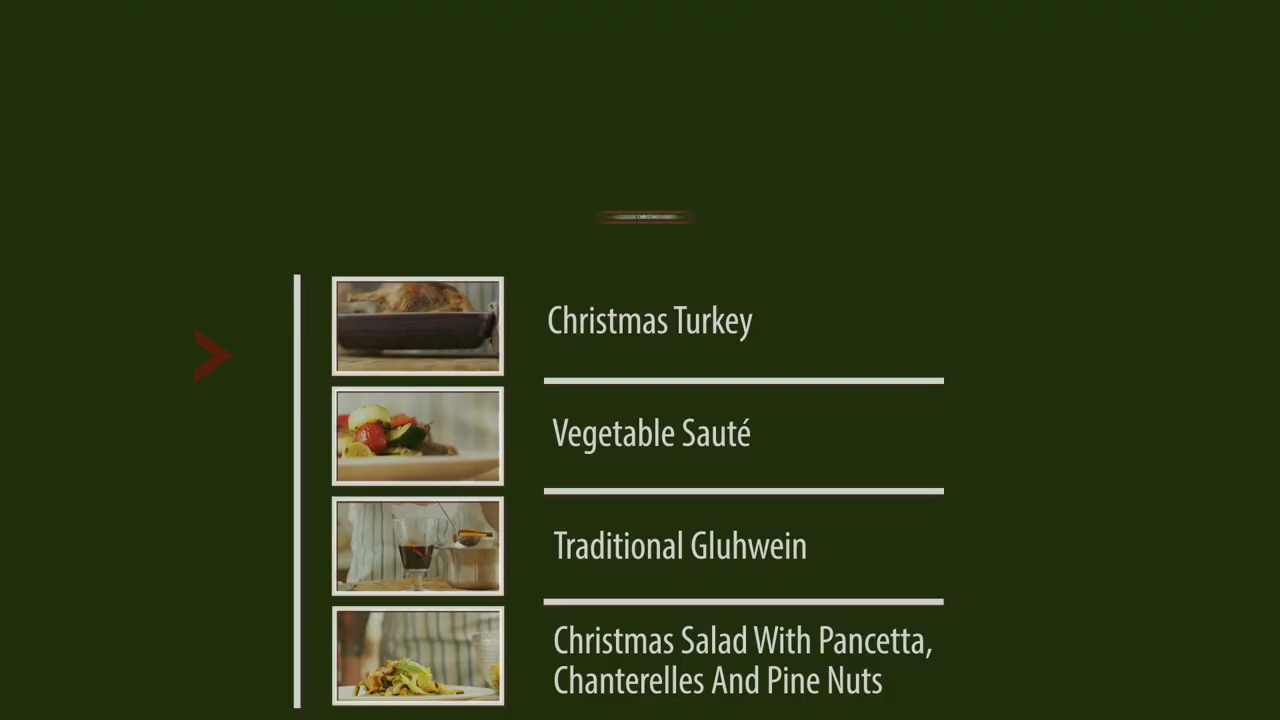 Christmas Turkey
Vegetable Sauté
Traditional Gluhwein
Christmas Salad With Pancetta,
Chanterelles And Pine Nuts